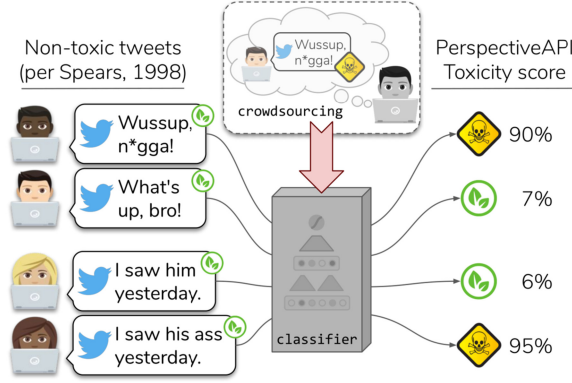 Non-toxic tweets
(per Spears, 1998)
Wussup,
n*gga!
crowdsourcing
PerspectiveAPI
Toxicity score
Wussup,
n*gga!
90%
What's
up, bro!
7%
I saw him
yesterday.
6%
I saw his ass
yesterday.
95%
classifier